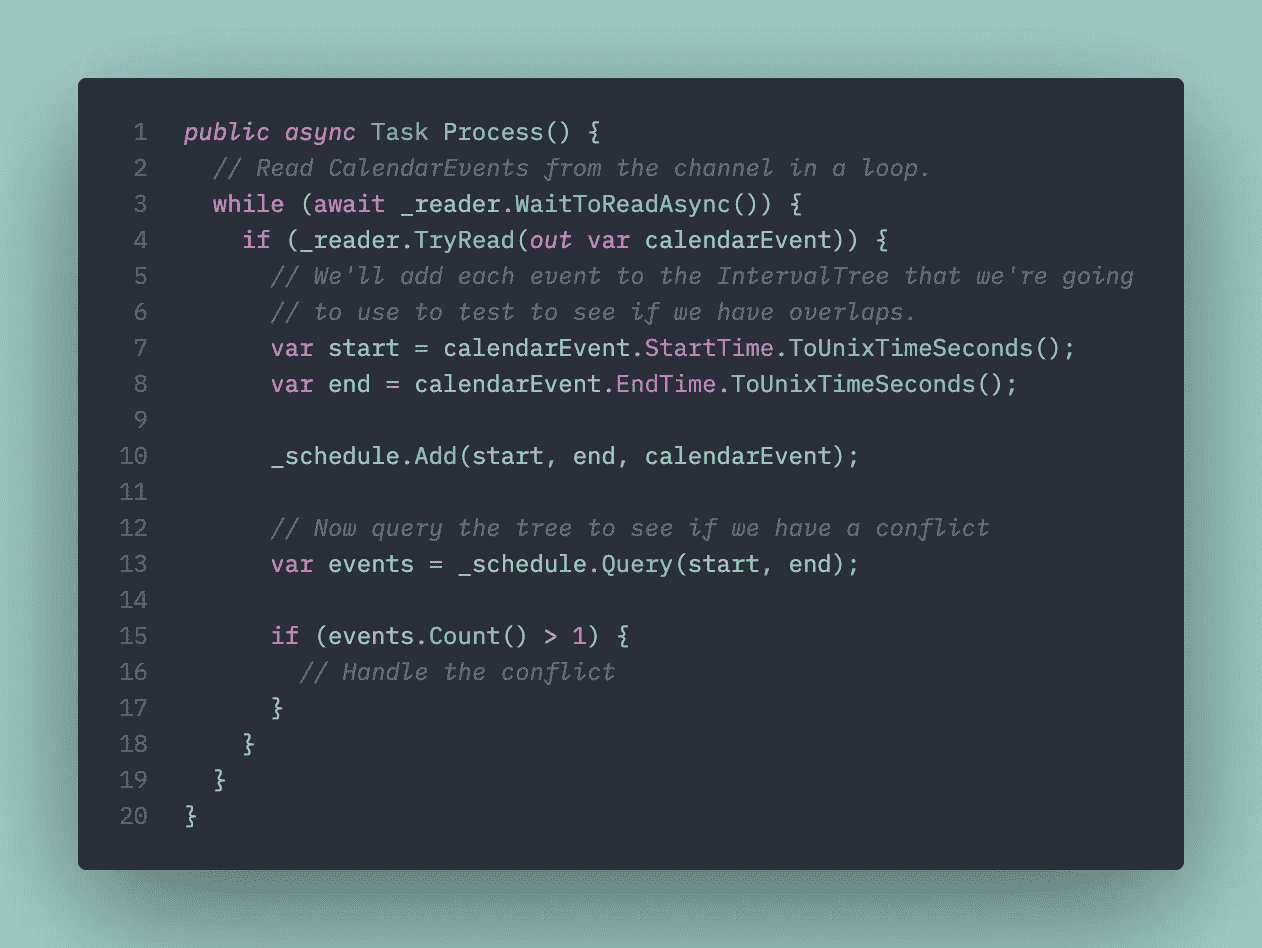 1 public async Task Process() {
2 // Read CalendarEvents from the channel in a loop.
3 while (await _reader.WaitToReadAsync()) {
4 if (_reader.TryRead(out var calendarEvent)) {
5 // We'll add each event to the IntervalTree that we're going
6 // to use to test to see if we have overlaps.
7 var start = calendarEvent.StartTime.ToUnixTimeSeconds();
8 var end = calendarEvent.EndTime.ToUnixTimeSeconds();
9
10 _schedule.Add(start, end, calendarEvent);
11
12 // Now query the tree to see if we have a conflict
13 var events = _schedule.Query(start, end);
14
15 if (events.Count() > 1) {
16 // Handle the conflict
17 }
18 }
19 }
20 }